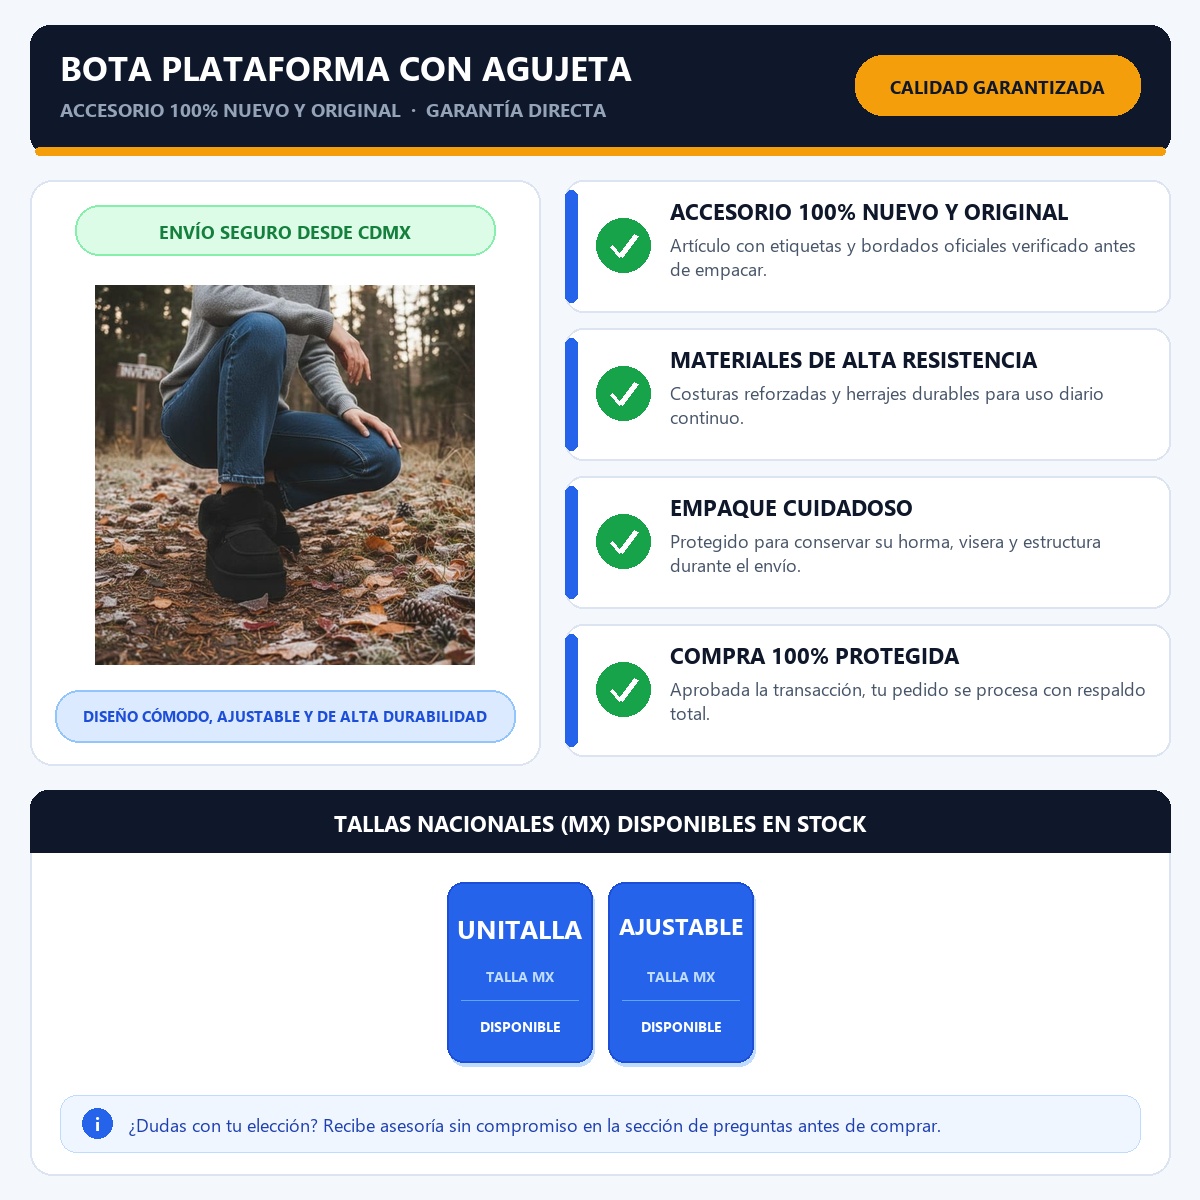 BOTA PLATAFORMA CON AGUJETA
ACCESORIO 100% NUEVO Y ORIGINAL · GARANTÍA DIRECTA
CALIDAD GARANTIZADA
ENVÍO SEGURO DESDE CDMX
DISEÑO CÓMODO, AJUSTABLE Y DE ALTA DURABILIDAD
ACCESORIO 100% NUEVO Y ORIGINAL
Artículo con etiquetas y bordados oficiales verificado antes
de empacar.
MATERIALES DE ALTA RESISTENCIA
Costuras reforzadas y herrajes durables para uso diario
continuo.
EMPAQUE CUIDADOSO
Protegido para conservar su horma, visera y estructura
durante el envío.
COMPRA 100% PROTEGIDA
Aprobada la transacción, tu pedido se procesa con respaldo
total.
TALLAS NACIONALES (MX) DISPONIBLES EN STOCK
UNITALLA
TALLA MX
DISPONIBLE
AJUSTABLE
TALLA MX
DISPONIBLE
¿Dudas con tu elección? Recibe asesoría sin compromiso en la sección de preguntas antes de comprar.